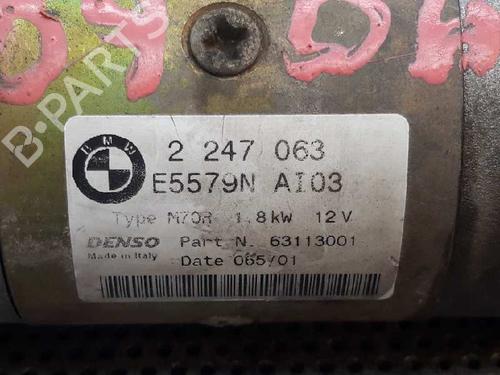 BMW
2 247 063
E5579N AI03
Type M70R 1,8kW 12V
DENSO Part N. 63113001
Made in Italy Date 065/01
B-PARTS